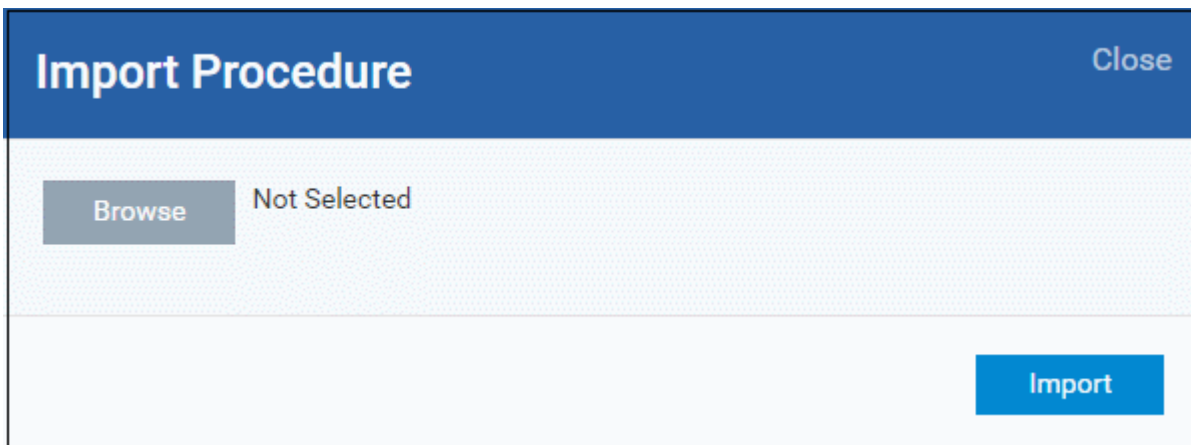 Import Procedure
Close
Browse
Not Selected
Import